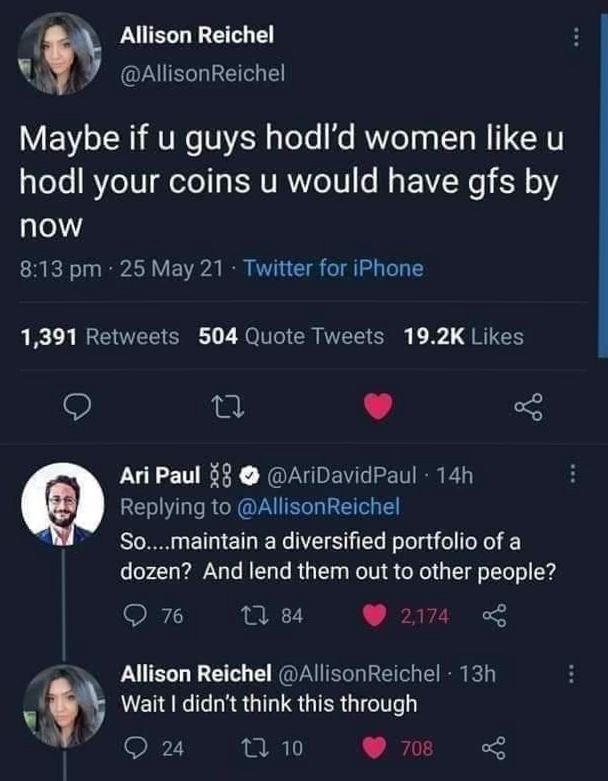 Allison Reichel
@AllisonReichel
Maybe if u guys hodl'd women like u
hodl your coins u would have gfs by
now
8:13 pm · 25 May 21 · Twitter for iPhone
1,391 Retweets 504 Quote Tweets 19.2K Likes
Ari Paul ⛓ @AriDavidPaul · 14h
Replying to @AllisonReichel
So....maintain a diversified portfolio of a
dozen? And lend them out to other people?
76 84 2,174
Allison Reichel @AllisonReichel · 13h
Wait I didn't think this through
24 10 708